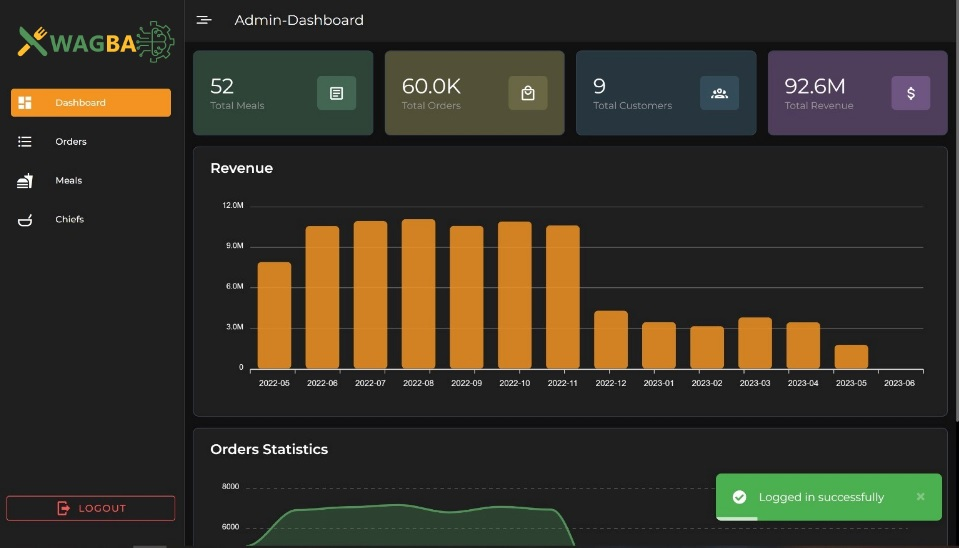 WAGBA
Admin-Dashboard
Dashboard
Orders
Meals
Chiefs
LOGOUT
52
Total Meals
60.0K
Total Orders
9
Total Customers
92.6M
Total Revenue
$
Revenue
12.0M
9.0M
6.0M
3.0M
0
2022-05 2022-06 2022-07 2022-08 2022-09 2022-10 2022-11 2022-12 2023-01 2023-02 2023-03 2023-04 2023-05 2023-06
Orders Statistics
8000
6000
Logged in successfully ×